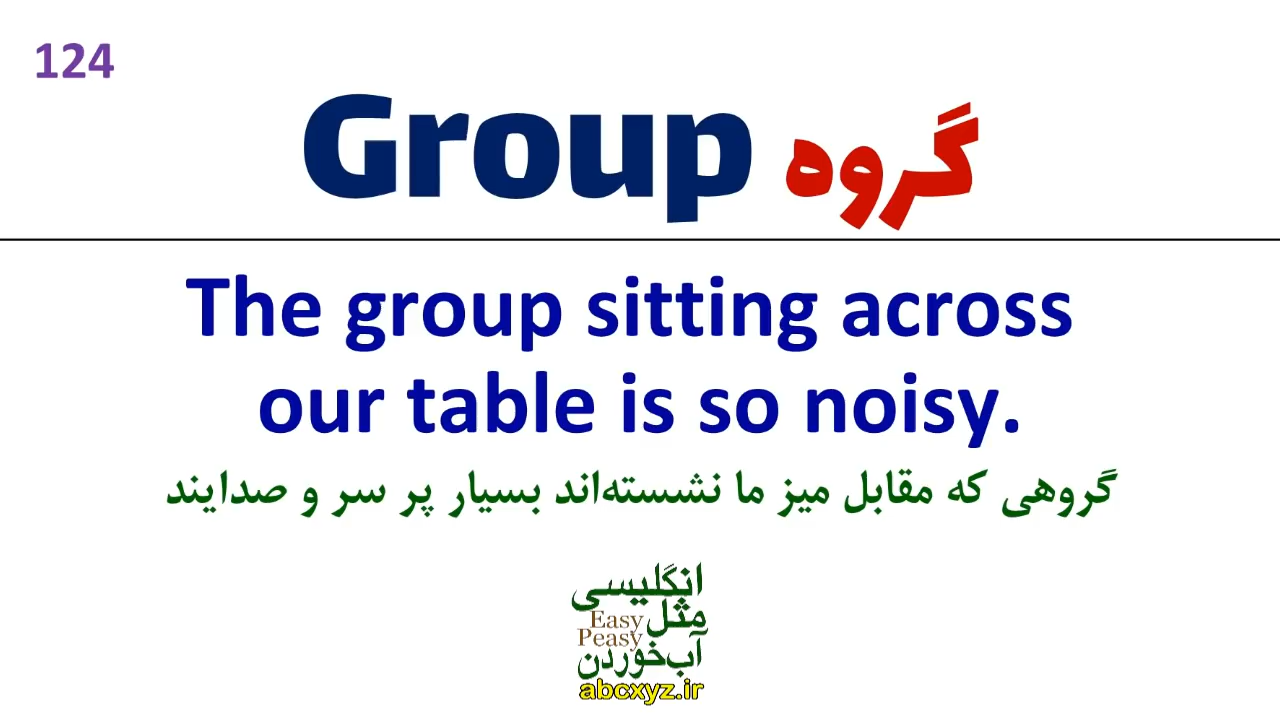 124
Group گروه
The group sitting across
our table is so noisy.
گروهی که مقابل میز ما نشسته‌اند بسیار پر سر و صدایند
انگلیسی
مثل
Easy
Peasy
آب‌خوردن
abcxyz.ir